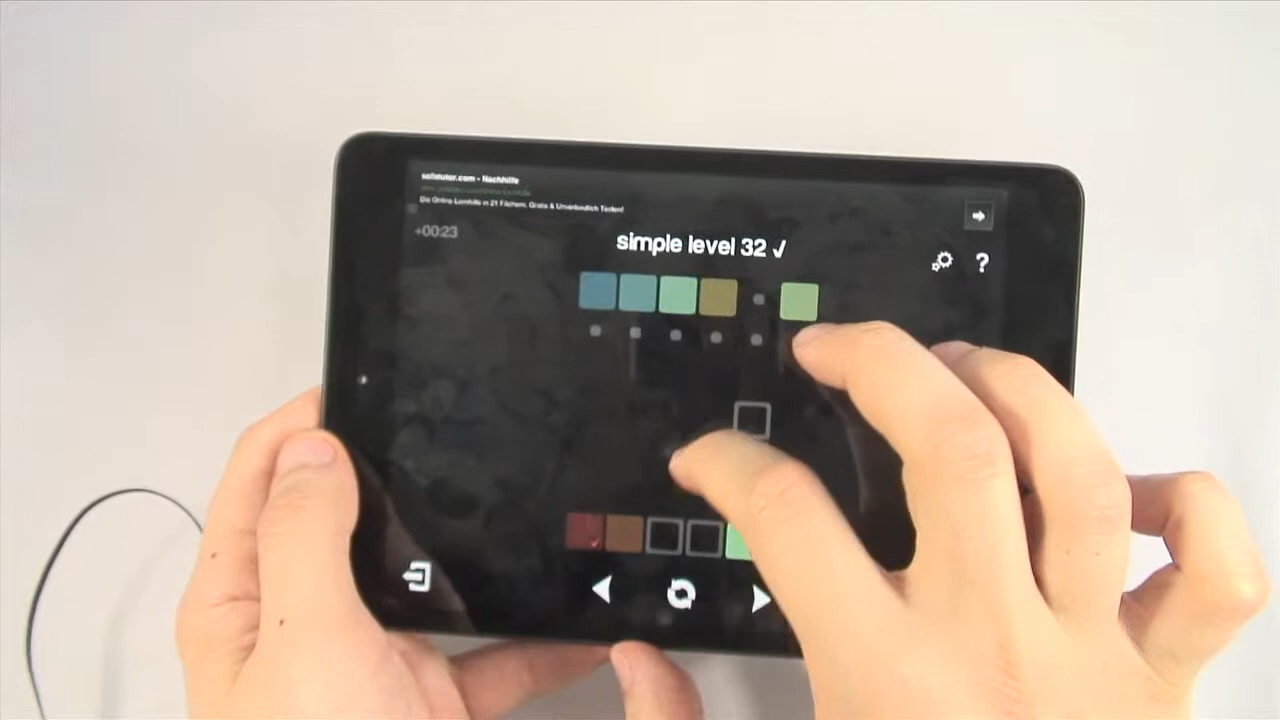 sofatutor.com - Nachhilfe
Die Online-Lernhilfe in 21 Fächern. Gratis & Unverbindlich Testen!
+00:23
simple level 32 ✓
?